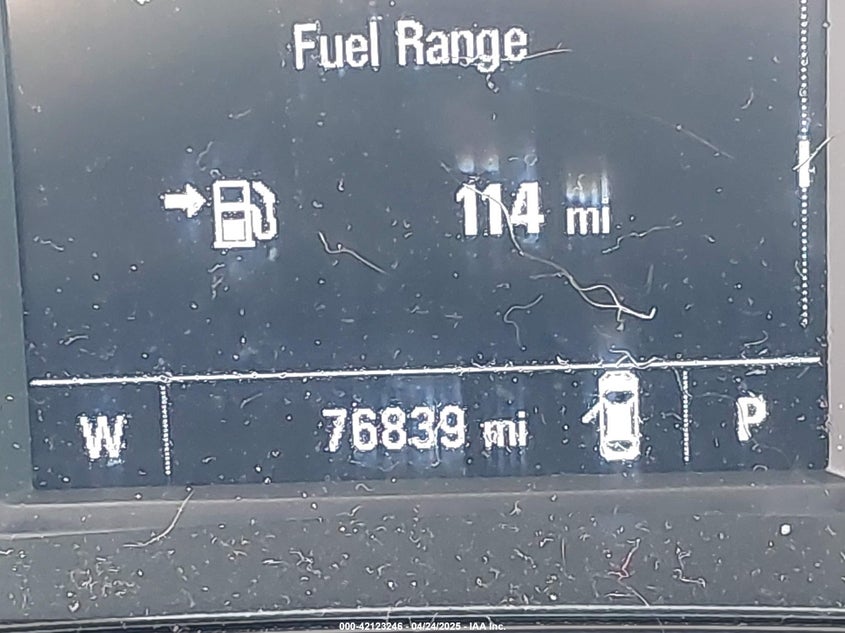 Fuel Range
114 mi
W 76839 mi P
000-42123246 - 04/24/2025 - IAA Inc.